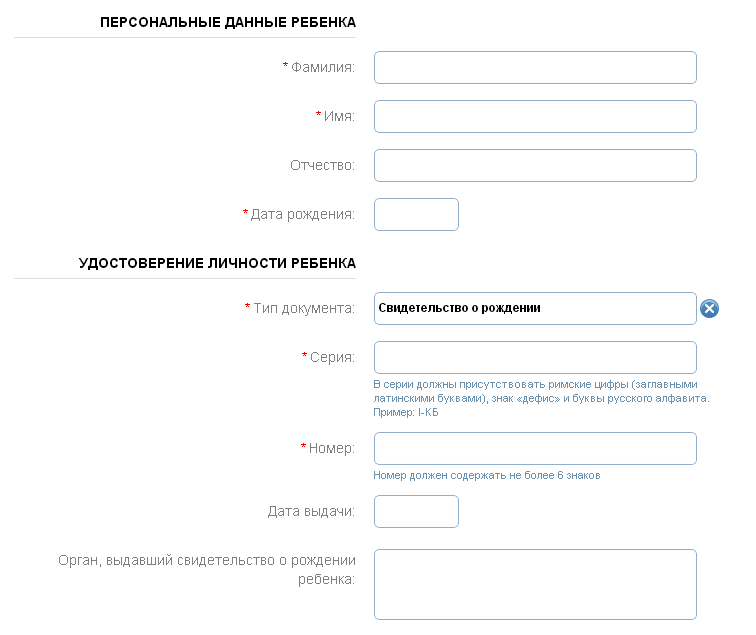 ПЕРСОНАЛЬНЫЕ ДАННЫЕ РЕБЕНКА
* Фамилия:
* Имя:
Отчество:
* Дата рождения:
УДОСТОВЕРЕНИЕ ЛИЧНОСТИ РЕБЕНКА
* Тип документа: Свидетельство о рождении
* Серия:
В серии должны присутствовать римские цифры (заглавными
латинскими буквами), знак «дефис» и буквы русского алфавита.
Пример: I-КБ
* Номер:
Номер должен содержать не более 6 знаков
Дата выдачи:
Орган, выдавший свидетельство о рождении
ребенка: